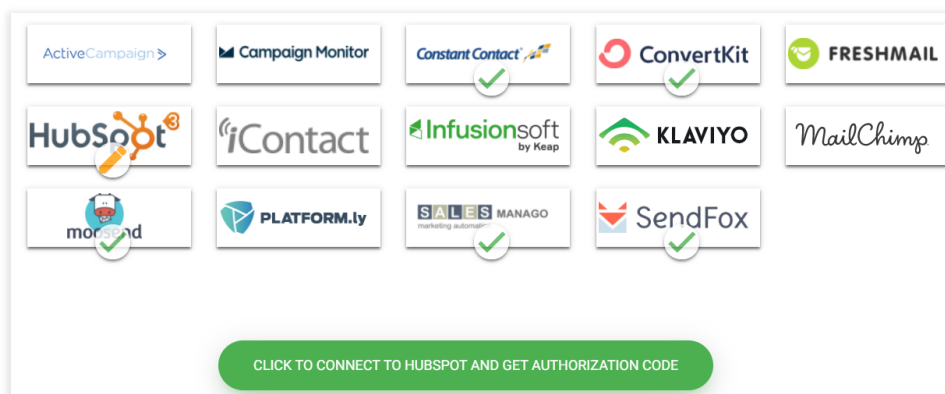 ActiveCampaign
Campaign Monitor
Constant Contact
ConvertKit
FRESHMAIL
HubSpot 3
iContact
Infusionsoft
by Keap
KLAVIYO
MailChimp
moosend
PLATFORM.ly
SALES MANAGO
marketing automation
SendFox
CLICK TO CONNECT TO HUBSPOT AND GET AUTHORIZATION CODE